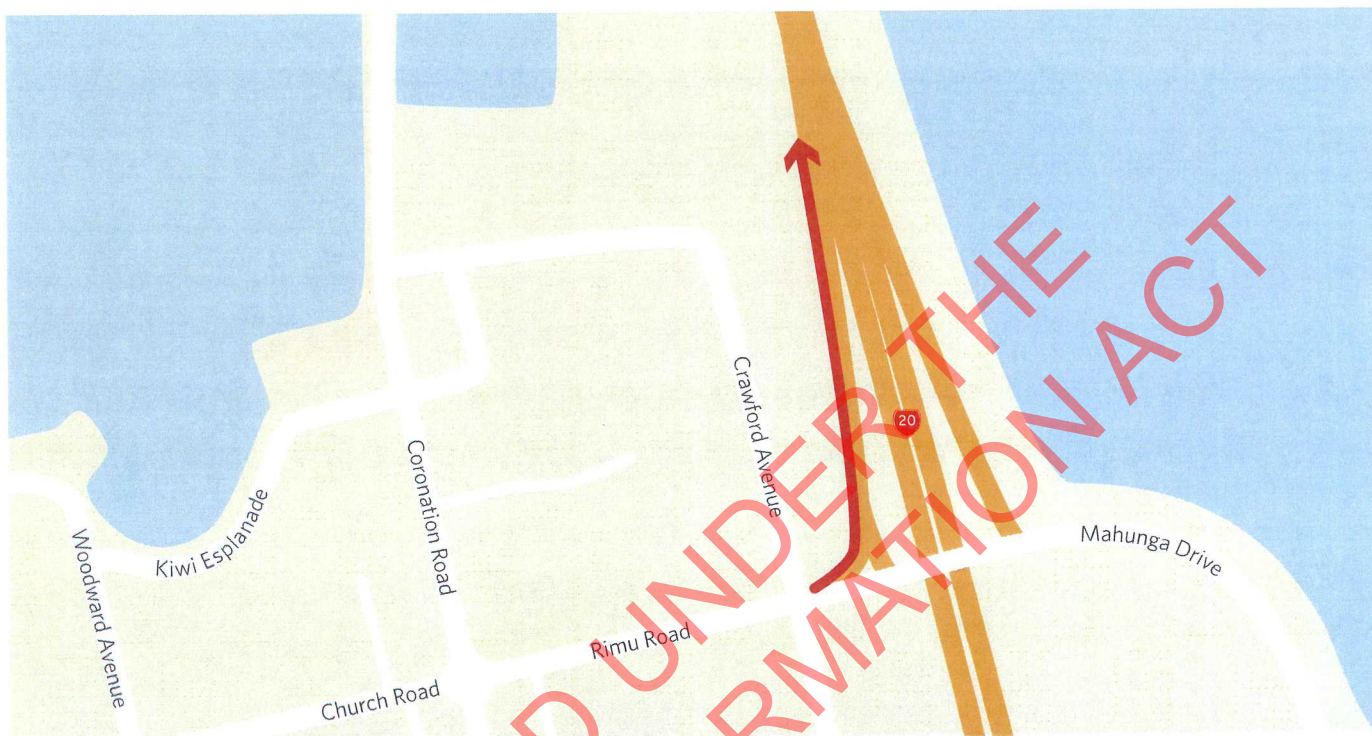 20
Crawford Avenue
Coronation Road
Kiwi Esplanade
Woodward Avenue
Mahunga Drive
Rimu Road
Church Road
D UNDER THE
RMATION ACT